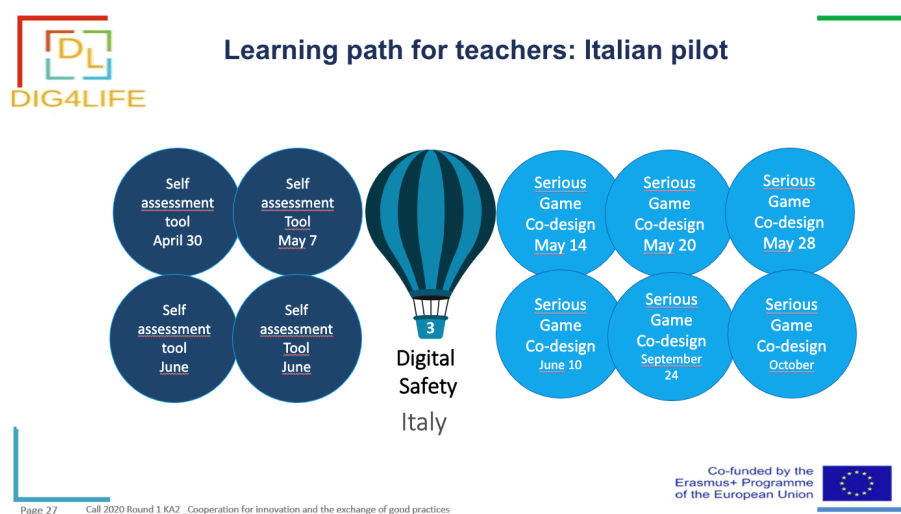 DL
DIG4LIFE
Learning path for teachers: Italian pilot
Self
assessment
tool
April 30
Self
assessment
Tool
May 7
Self
assessment
tool
June
Self
assessment
Tool
June
3
Digital
Safety
Italy
Serious
Game
Co-design
May 14
Serious
Game
Co-design
May 20
Serious
Game
Co-design
May 28
Serious
Game
Co-design
June 10
Serious
Game
Co-design
September
24
Serious
Game
Co-design
October
Co-funded by the
Erasmus+ Programme
of the European Union
Page 27
Call 2020 Round 1 KA2 _Cooperation for innovation and the exchange of good practices